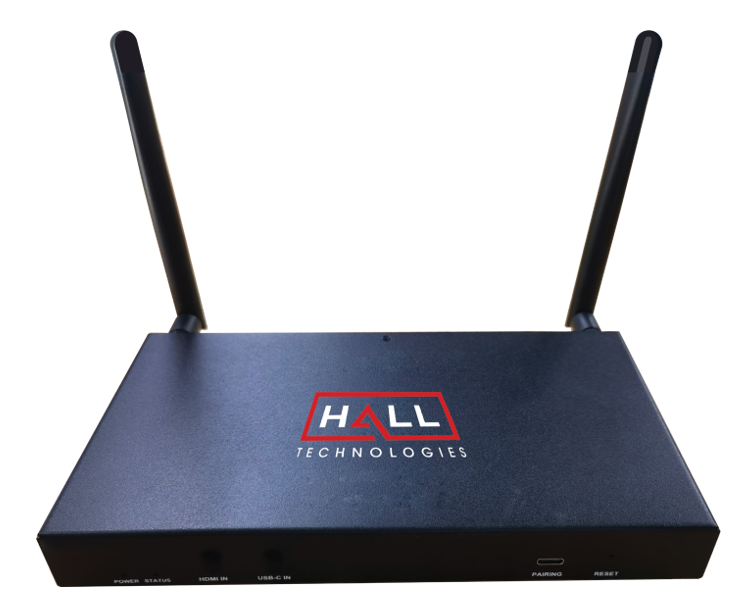 HALL
TECHNOLOGIES
POWER STATUS HDMI IN USB-C IN PAIRING RESET